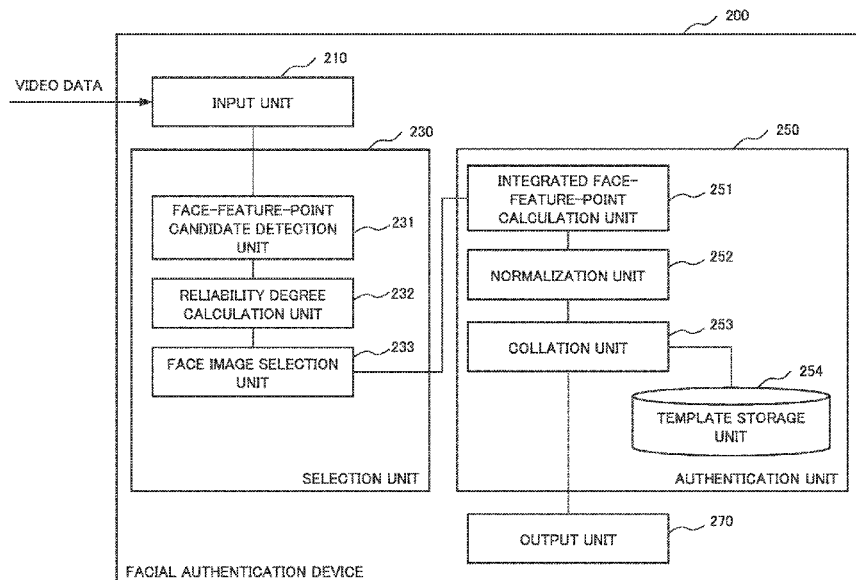 200
VIDEO DATA
210
INPUT UNIT
230
FACE-FEATURE-POINT
CANDIDATE DETECTION
UNIT
231
RELIABILITY DEGREE
CALCULATION UNIT
232
FACE IMAGE SELECTION
UNIT
233
SELECTION UNIT
250
INTEGRATED FACE-
FEATURE-POINT
CALCULATION UNIT
251
NORMALIZATION UNIT
252
COLLATION UNIT
253
254
TEMPLATE STORAGE
UNIT
AUTHENTICATION UNIT
OUTPUT UNIT
270
FACIAL AUTHENTICATION DEVICE